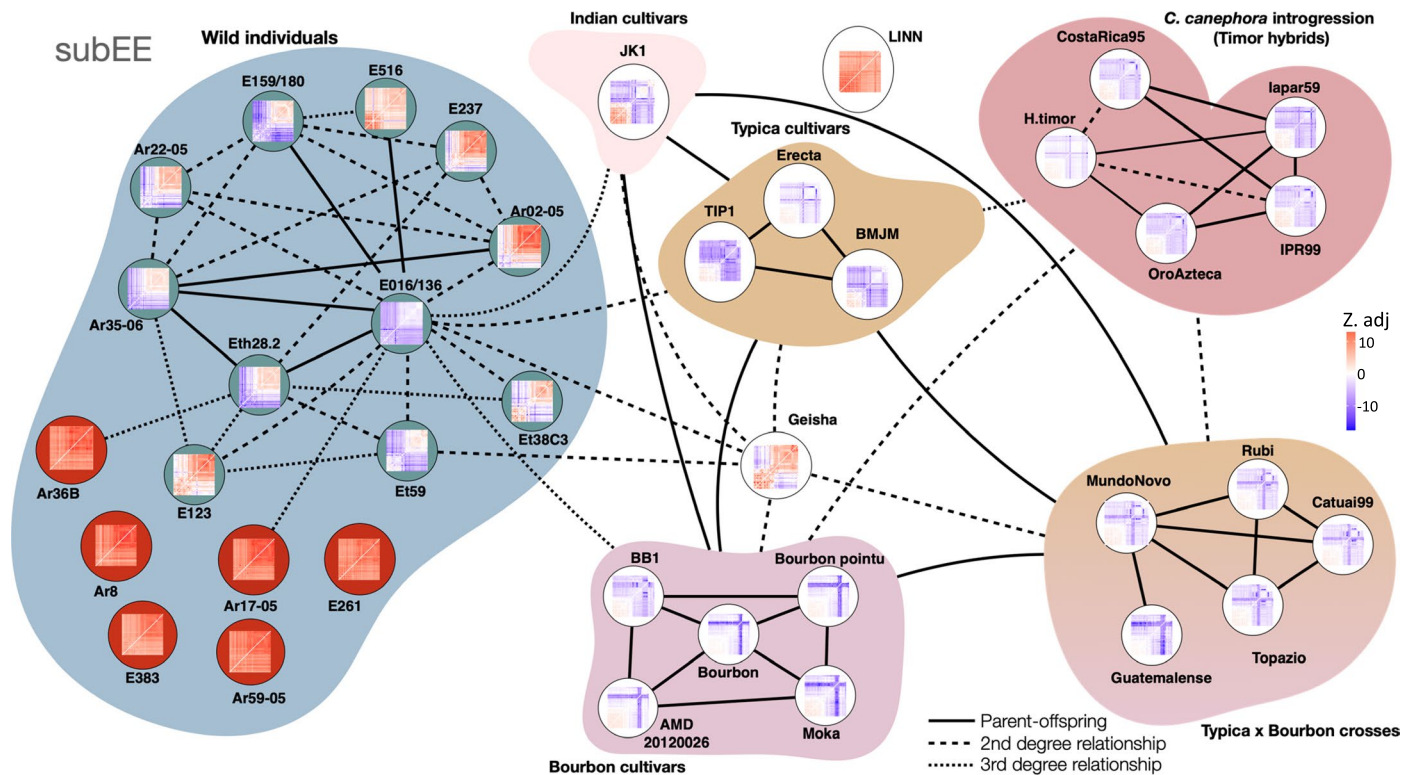 subEE
Wild individuals
E159/180
E516
E237
Ar22-05
Ar02-05
E016/136
Ar35-06
Eth28.2
Et38C3
Ar36B
E123
Et59
Ar8
Ar17-05
E261
E383
Ar59-05
Indian cultivars
JK1
LINN
Typica cultivars
Erecta
TIP1
BMJM
C. canephora introgression
(Timor hybrids)
CostaRica95
Iapar59
H.timor
OroAzteca
IPR99
Z. adj
10
0
-10
Geisha
BB1
Bourbon pointu
Bourbon
AMD
20120026
Moka
Bourbon cultivars
MundoNovo
Rubi
Catuai99
Guatemalense
Topazio
Typica x Bourbon crosses
Parent-offspring
2nd degree relationship
3rd degree relationship